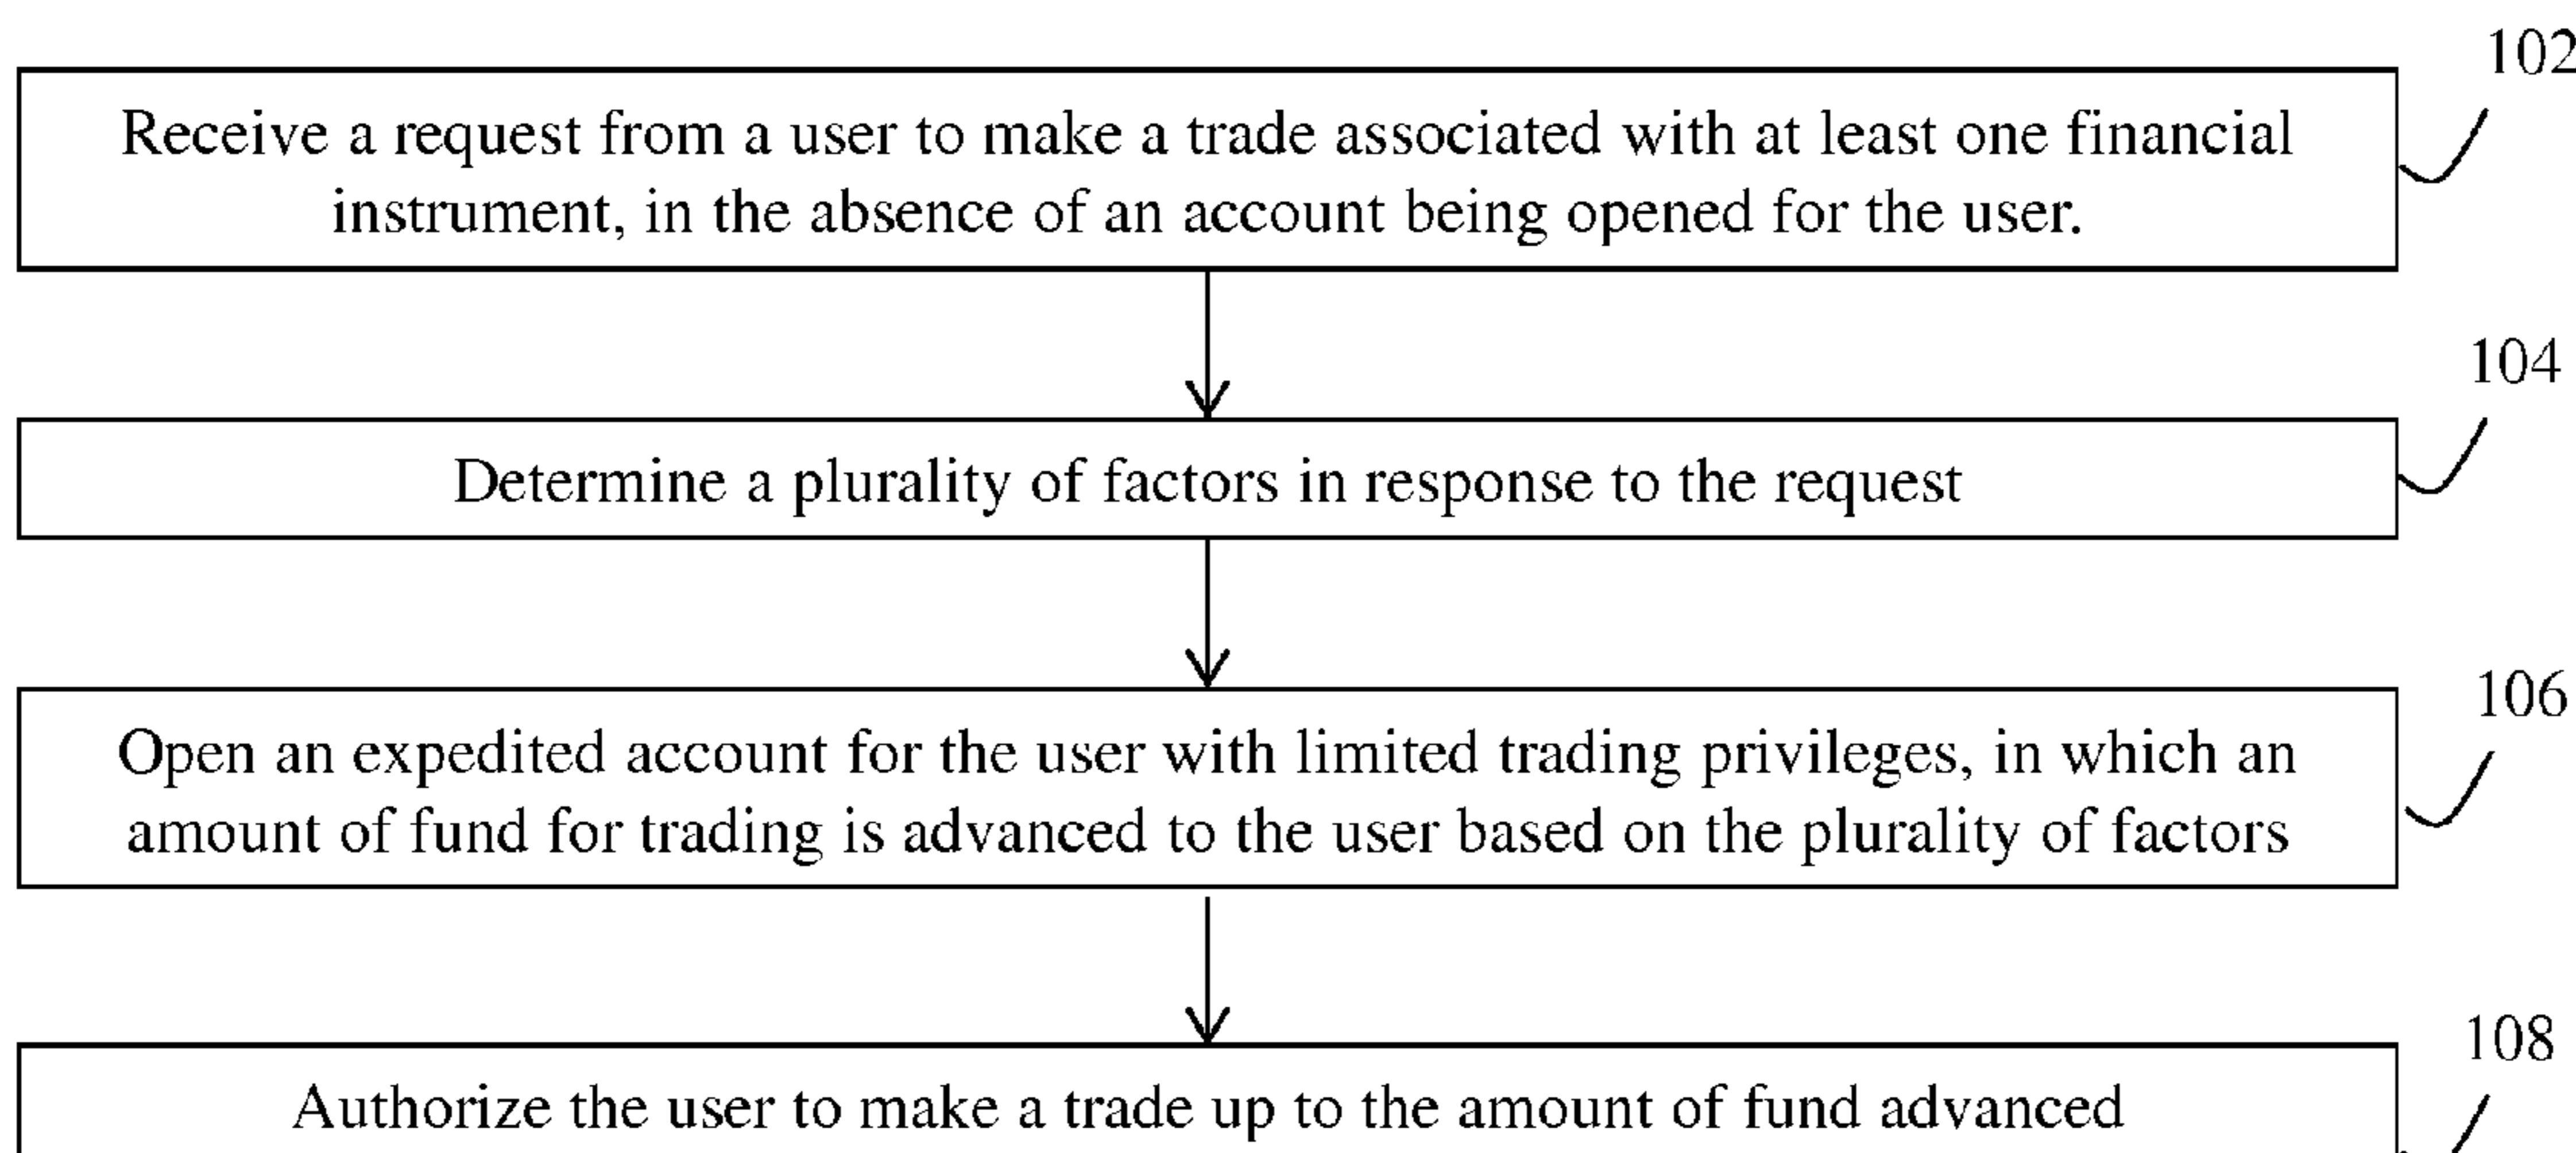 102
Receive a request from a user to make a trade associated with at least one financial
instrument, in the absence of an account being opened for the user.
104
Determine a plurality of factors in response to the request
106
Open an expedited account for the user with limited trading privileges, in which an
amount of fund for trading is advanced to the user based on the plurality of factors
108
Authorize the user to make a trade up to the amount of fund advanced